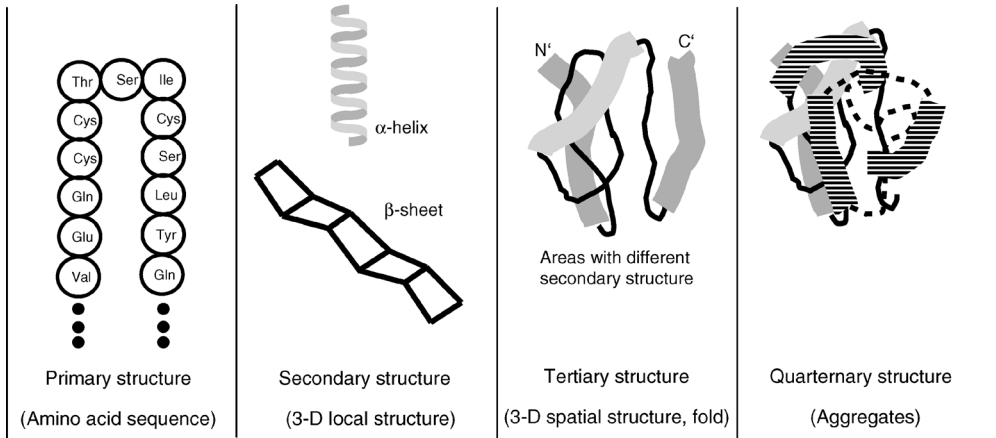 Thr Ser Ile
Cys Cys
Cys Ser
Gln Leu
Glu Tyr
Val Gln
Primary structure
(Amino acid sequence)
α-helix
β-sheet
Secondary structure
(3-D local structure)
N‘ C‘
Areas with different
secondary structure
Tertiary structure
(3-D spatial structure, fold)
Quarternary structure
(Aggregates)